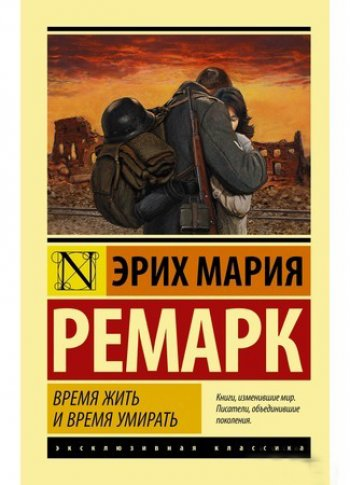 N ЭРИХ МАРИЯ
РЕМАРК
ВРЕМЯ ЖИТЬ
И ВРЕМЯ УМИРАТЬ
Книги, изменившие мир.
Писатели, объединившие
поколения.
эксклюзивная классика